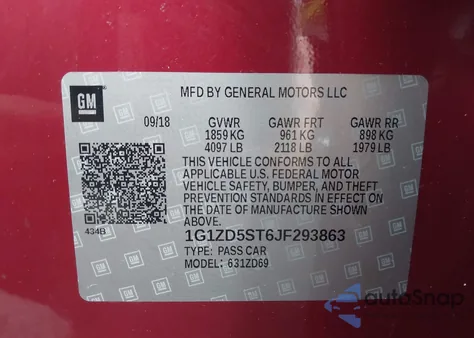 GM
MFD BY GENERAL MOTORS LLC
09/18 GVWR GAWR FRT GAWR RR
1859 KG 961 KG 898 KG
4097 LB 2118 LB 1979 LB
THIS VEHICLE CONFORMS TO ALL
APPLICABLE U.S. FEDERAL MOTOR
VEHICLE SAFETY, BUMPER, AND THEFT
PREVENTION STANDARDS IN EFFECT ON
THE DATE OF MANUFACTURE SHOWN
ABOVE.
434B
1G1ZD5ST6JF293863
TYPE: PASS CAR
MODEL: 631ZD69
autoSnap